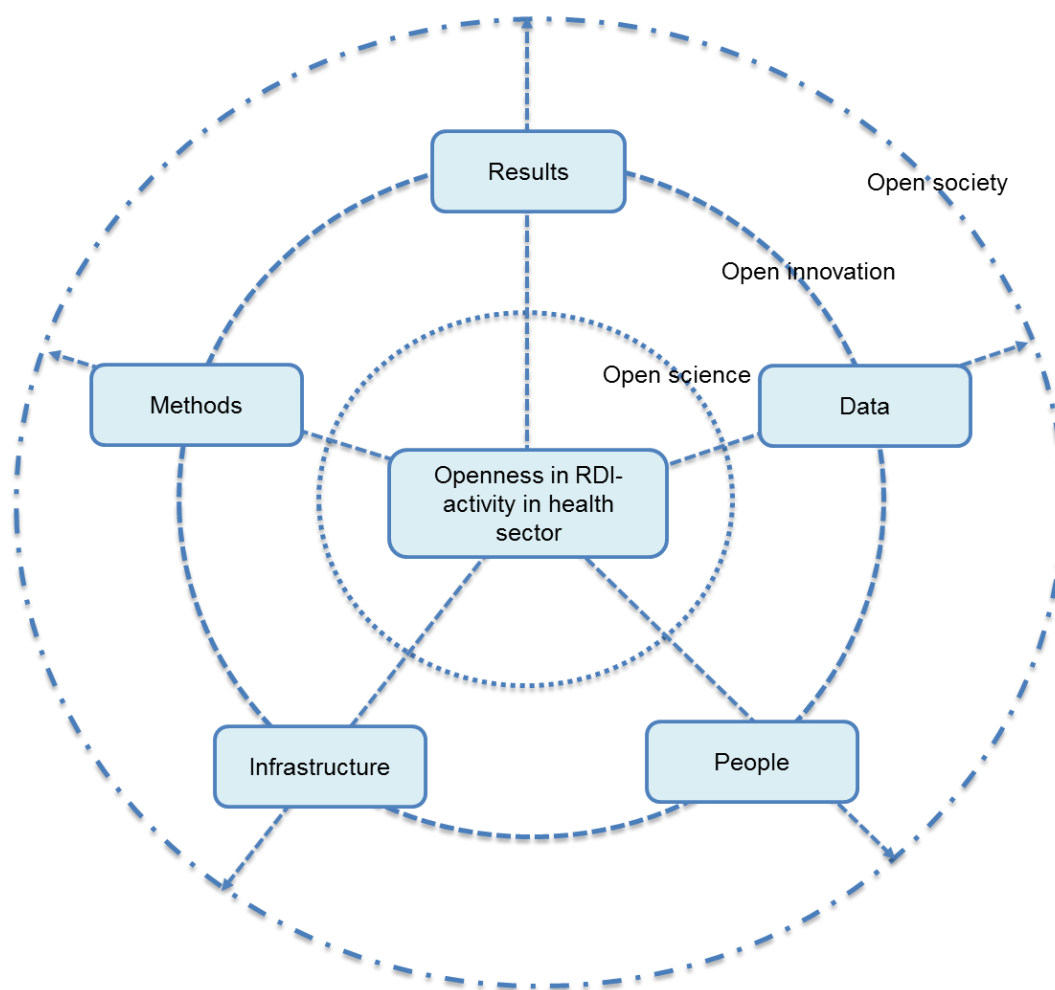 Results
Open society
Open innovation
Open science
Methods
Data
Openness in RDI-
activity in health
sector
Infrastructure
People